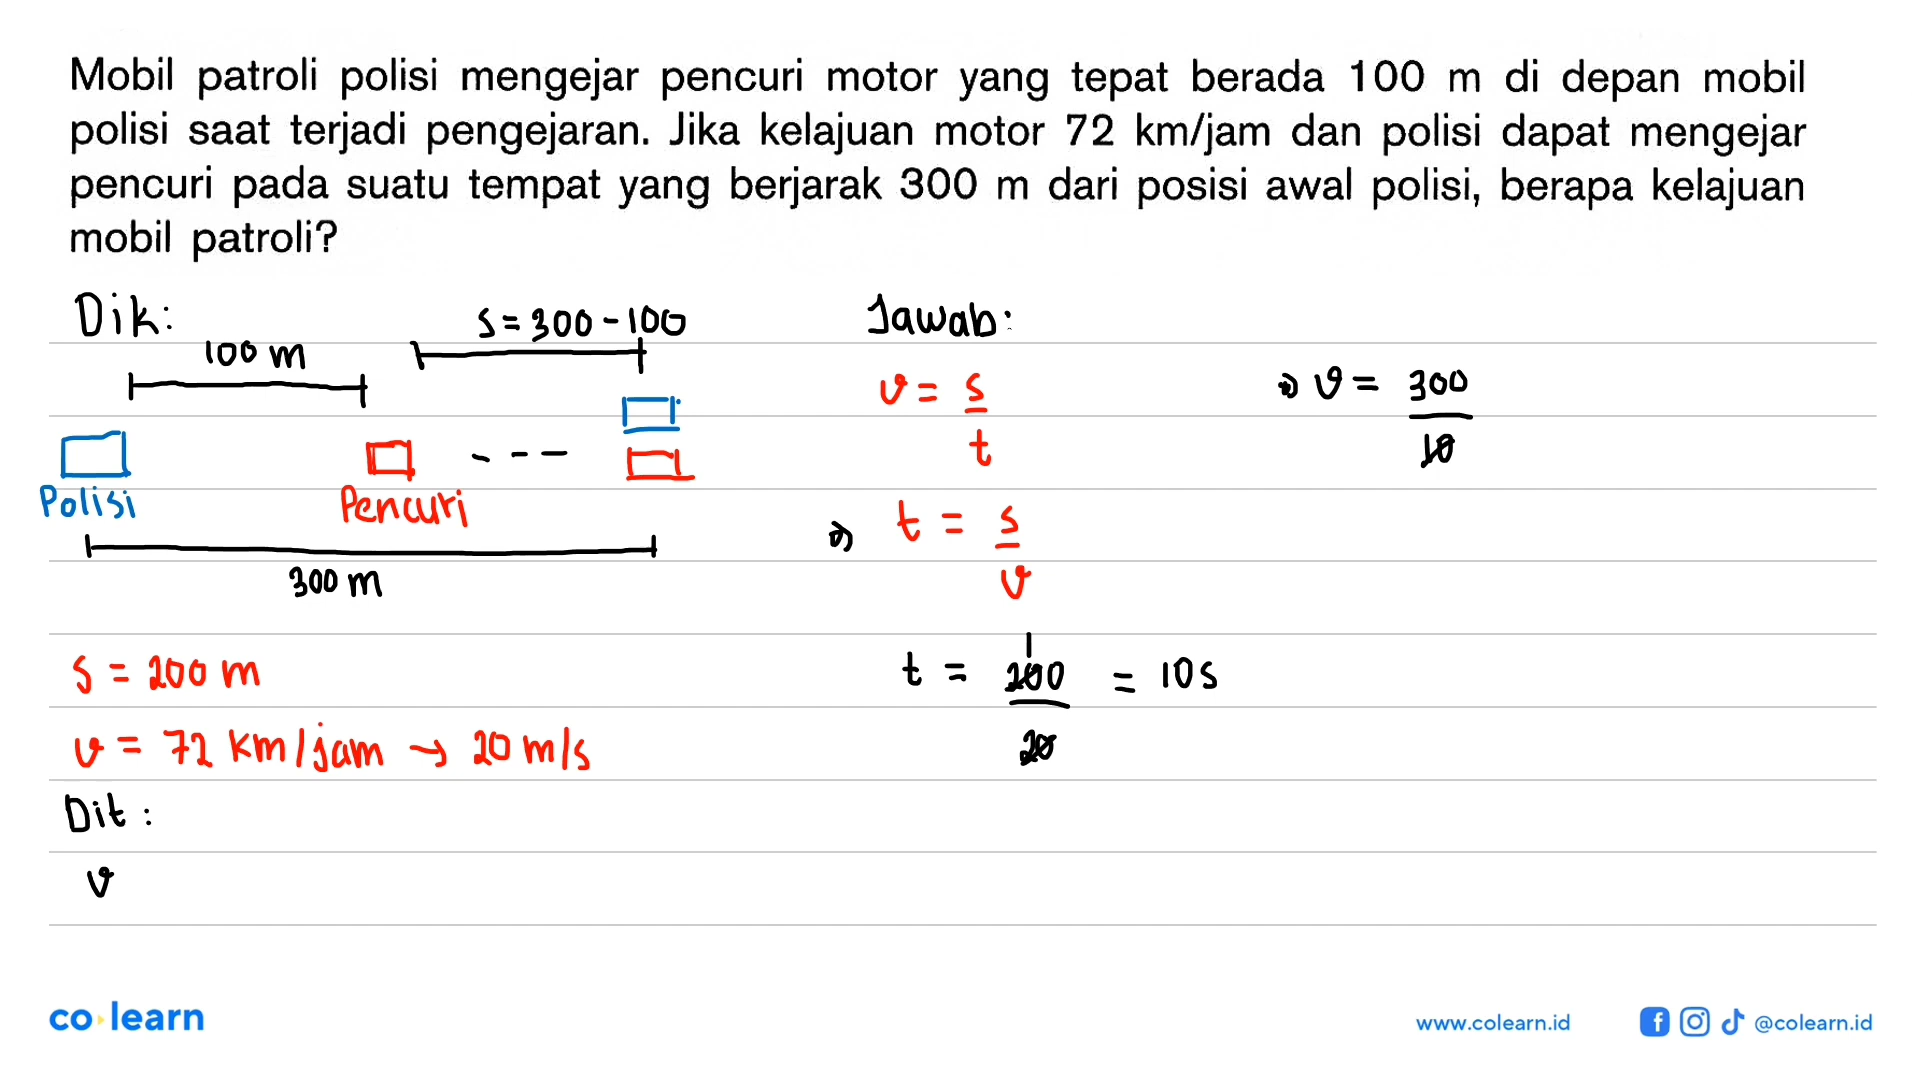 Mobil patroli polisi mengejar pencuri motor yang tepat berada 100 m di depan mobil
polisi saat terjadi pengejaran. Jika kelajuan motor 72 km/jam dan polisi dapat mengejar
pencuri pada suatu tempat yang berjarak 300 m dari posisi awal polisi, berapa kelajuan
mobil patroli?
Dik:
100 m
s = 300 - 100
Polisi
Pencuri
300 m
s = 200 m
v = 72 km/jam → 20 m/s
Dit :
v
Jawab:
v = s
t
⇒ t = s
v
1
t = 200 = 10 s
20
⇒ v = 300
10
co learn
www.colearn.id
@colearn.id